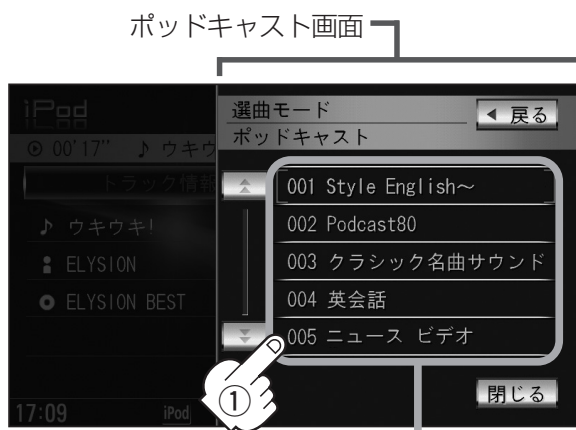 ポッドキャスト画面
iPod
00'17" ♪ ウキウ
トラック情報
♪ ウキウキ!
ELYSION
ELYSION BEST
17:09
iPod
選曲モード
◀ 戻る
ポッドキャスト
001 Style English～
002 Podcast80
003 クラシック名曲サウンド
004 英会話
005 ニュース ビデオ
①
閉じる